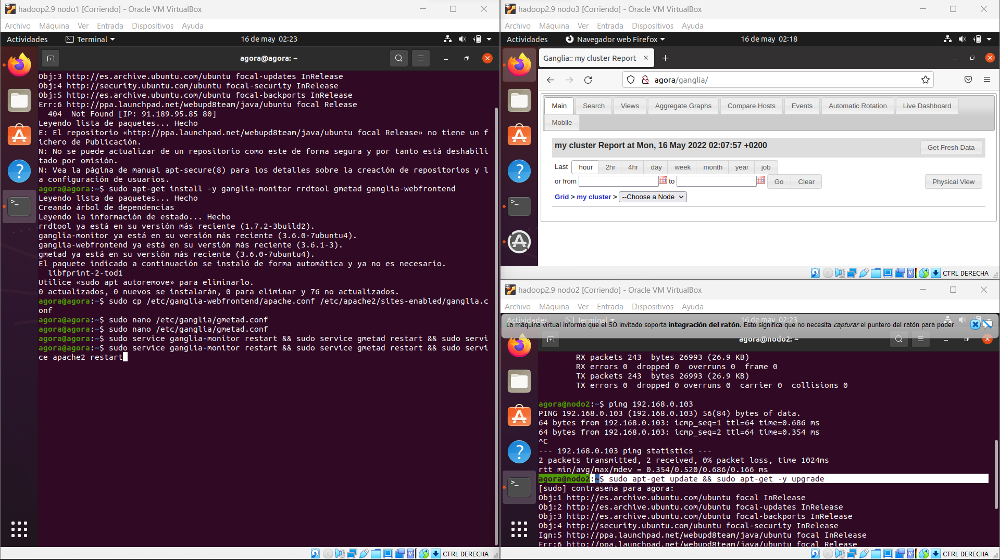 hadoop2.9 nodo1 [Corriendo] - Oracle VM VirtualBox
Archivo Máquina Ver Entrada Dispositivos Ayuda
Actividades Terminal 16 de may 02:23
agora@agora: ~
Obj:3 http://es.archive.ubuntu.com/ubuntu focal-updates InRelease
Obj:4 http://security.ubuntu.com/ubuntu focal-security InRelease
Obj:5 http://es.archive.ubuntu.com/ubuntu focal-backports InRelease
Err:6 http://ppa.launchpad.net/webupd8team/java/ubuntu focal Release
404 Not Found [IP: 91.189.95.85 80]
Leyendo lista de paquetes... Hecho
E: El repositorio «http://ppa.launchpad.net/webupd8team/java/ubuntu focal Release» no tiene un f
ichero de Publicación.
N: No se puede actualizar de un repositorio como este de forma segura y por tanto está deshabili
tado por omisión.
N: Vea la página de manual apt-secure(8) para los detalles sobre la creación de repositorios y l
a configuración de usuarios.
agora@agora:~$ sudo apt-get install -y ganglia-monitor rrdtool gmetad ganglia-webfrontend
Leyendo lista de paquetes... Hecho
Creando árbol de dependencias
Leyendo la información de estado... Hecho
rrdtool ya está en su versión más reciente (1.7.2-3build2).
ganglia-monitor ya está en su versión más reciente (3.6.0-7ubuntu4).
ganglia-webfrontend ya está en su versión más reciente (3.6.1-3).
gmetad ya está en su versión más reciente (3.6.0-7ubuntu4).
El paquete indicado a continuación se instaló de forma automática y ya no es necesario.
libfprint-2-tod1
Utilice «sudo apt autoremove» para eliminarlo.
0 actualizados, 0 nuevos se instalarán, 0 para eliminar y 76 no actualizados.
agora@agora:~$ sudo cp /etc/ganglia-webfrontend/apache.conf /etc/apache2/sites-enabled/ganglia.c
onf
agora@agora:~$ sudo nano /etc/ganglia/gmetad.conf
agora@agora:~$ sudo nano /etc/ganglia/gmetad.conf
agora@agora:~$ sudo service ganglia-monitor restart && sudo service gmetad restart && sudo servi
agora@agora:~$ sudo service ganglia-monitor restart && sudo service gmetad restart && sudo servi
ce apache2 restart
CTRL DERECHA
hadoop2.9 nodo3 [Corriendo] - Oracle VM VirtualBox
Archivo Máquina Ver Entrada Dispositivos Ayuda
Actividades Navegador web Firefox 16 de may 02:18
Ganglia:: my cluster Report
agora/ganglia/
Main Search Views Aggregate Graphs Compare Hosts Events Automatic Rotation Live Dashboard
Mobile
my cluster Report at Mon, 16 May 2022 02:07:57 +0200 Get Fresh Data
Last hour 2hr 4hr day week month year job
or from to Go Clear Physical View
Grid > my cluster > --Choose a Node
CTRL DERECHA
hadoop2.9 nodo2 [Corriendo] - Oracle VM VirtualBox
Archivo Máquina Ver Entrada Dispositivos Ayuda
Actividades Terminal 16 de may 02:23
La máquina virtual informa que el SO invitado soporta integración del ratón. Esto significa que no necesita capturar el puntero del ratón para poder
agora@nodo2: ~
RX packets 243 bytes 26993 (26.9 KB)
RX errors 0 dropped 0 overruns 0 frame 0
TX packets 243 bytes 26993 (26.9 KB)
TX errors 0 dropped 0 overruns 0 carrier 0 collisions 0
agora@nodo2:~$ ping 192.168.0.103
PING 192.168.0.103 (192.168.0.103) 56(84) bytes of data.
64 bytes from 192.168.0.103: icmp_seq=1 ttl=64 time=0.686 ms
64 bytes from 192.168.0.103: icmp_seq=2 ttl=64 time=0.354 ms
^C
--- 192.168.0.103 ping statistics ---
2 packets transmitted, 2 received, 0% packet loss, time 1024ms
rtt min/avg/max/mdev = 0.354/0.520/0.686/0.166 ms
agora@nodo2:~$ sudo apt-get update && sudo apt-get -y upgrade
[sudo] contraseña para agora:
Obj:1 http://es.archive.ubuntu.com/ubuntu focal InRelease
Obj:2 http://es.archive.ubuntu.com/ubuntu focal-updates InRelease
Obj:3 http://es.archive.ubuntu.com/ubuntu focal-backports InRelease
Obj:4 http://security.ubuntu.com/ubuntu focal-security InRelease
Ign:5 http://ppa.launchpad.net/webupd8team/java/ubuntu focal InRelease
Err:6 http://ppa.launchpad.net/webupd8team/java/ubuntu focal Release
CTRL DERECHA